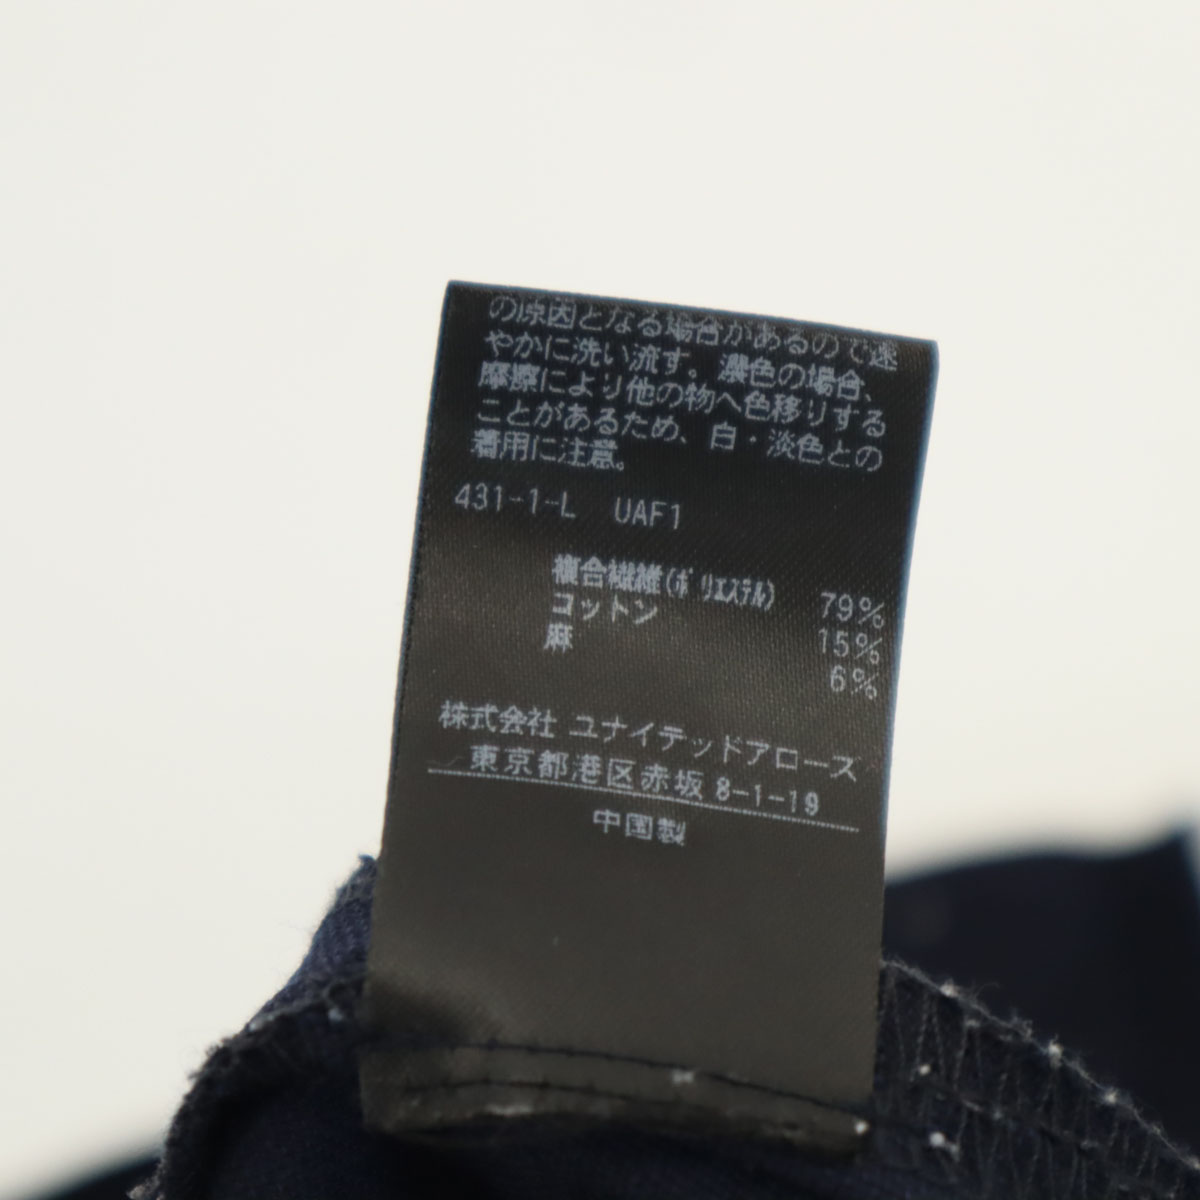 の原因となる場合があるので速
やかに洗い流す。濃色の場合、
摩擦により他の物へ色移りする
ことがあるため、白・淡色との
着用に注意。
431-1-L UAF1
複合繊維(ポリエステル) 79%
コットン 15%
麻 6%
株式会社 ユナイテッドアローズ
東京都港区赤坂 8-1-19
中国製